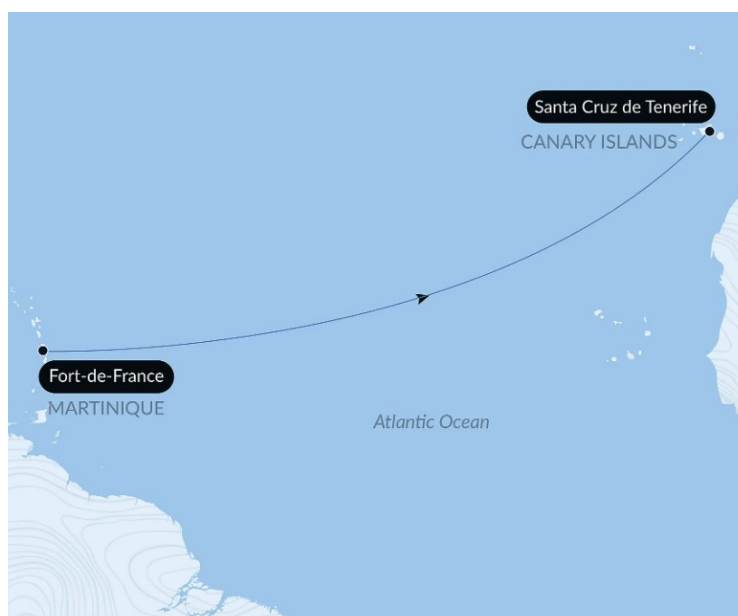 Santa Cruz de Tenerife
CANARY ISLANDS
Fort-de-France
MARTINIQUE
Atlantic Ocean